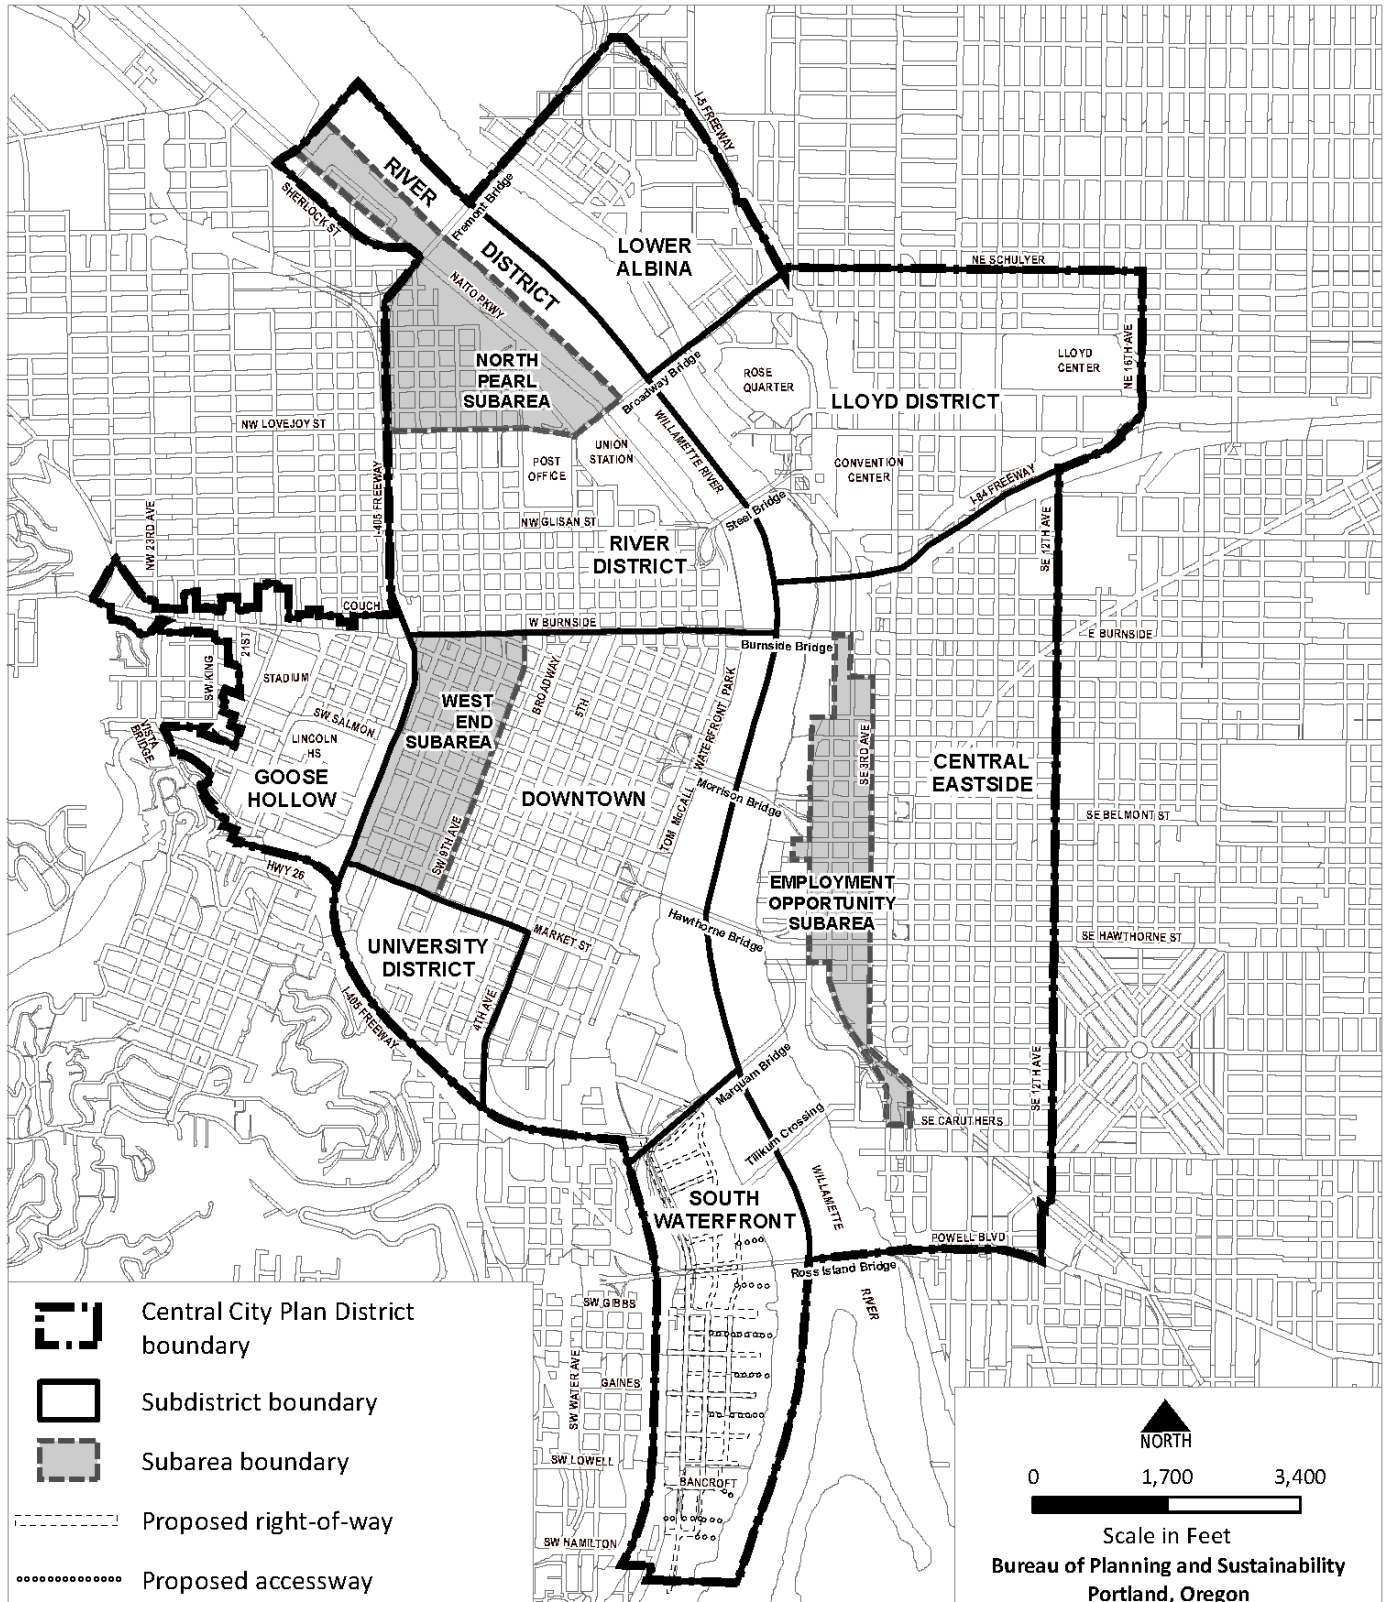 I-5 FREEWAY
RIVER
DISTRICT
SHERLOCK ST
Fremont Bridge
LOWER
ALBINA
NE SCHULYER
NAITO PKWY
NORTH
PEARL
SUBAREA
Broadway Bridge
ROSE
QUARTER
LLOYD
CENTER
NE 15TH AVE
LLOYD DISTRICT
NW LOVEJOY ST
UNION
STATION
WILLAMETTE RIVER
POST
OFFICE
CONVENTION
CENTER
I-84 FREEWAY
I-405 FREEWAY
NW 23RD AVE
NW GLISAN ST
Steel Bridge
RIVER
DISTRICT
SE 12TH AVE
COUCH
W BURNSIDE
E BURNSIDE
Burnside Bridge
21ST
SW KING
STADIUM
BROADWAY
5TH
WEST
END
SUBAREA
TOM McCALL WATERFRONT PARK
SW SALMON
VISTA
BRIDGE
LINCOLN
HS
GOOSE
HOLLOW
DOWNTOWN
Morrison Bridge
SE 3RD AVE
CENTRAL
EASTSIDE
SE BELMONT ST
SW 9TH AVE
HWY 26
EMPLOYMENT
OPPORTUNITY
SUBAREA
Hawthorne Bridge
MARKET ST
SE HAWTHORNE ST
UNIVERSITY
DISTRICT
4TH AVE
I-405 FREEWAY
Marquam Bridge
SE 12TH AVE
SE CARUTHERS
Tilikum Crossing
SOUTH
WATERFRONT
WILLAMETTE
POWELL BLVD
Ross Island Bridge
RIVER
SW GIBBS
SW WATER AVE
GAINES
SW LOWELL
BANCROFT
SW HAMILTON
Central City Plan District
boundary
Subdistrict boundary
Subarea boundary
Proposed right-of-way
Proposed accessway
NORTH
0 1,700 3,400
Scale in Feet
Bureau of Planning and Sustainability
Portland, Oregon